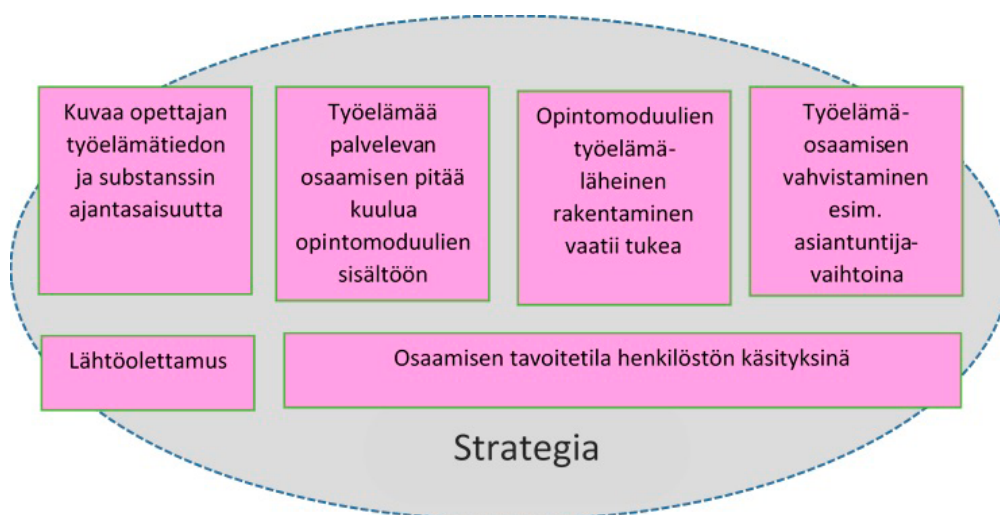 Kuvaa opettajan
työelämätiedon
ja substanssin
ajantasaisuutta
Työelämää
palvelevan
osaamisen pitää
kuulua
opintomoduulien
sisältöön
Opintomoduulien
työelämä-
läheinen
rakentaminen
vaatii tukea
Työelämä-
osaamisen
vahvistaminen
esim.
asiantuntija-
vaihtoina
Lähtöolettamus
Osaamisen tavoitetila henkilöstön käsityksinä
Strategia